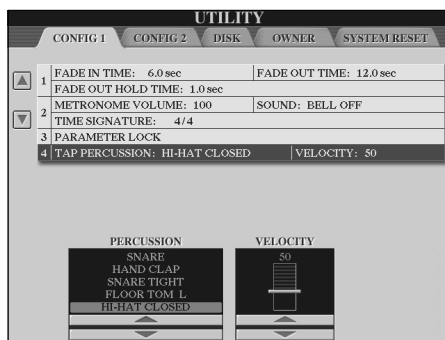 UTILITY
CONFIG 1 CONFIG 2 DISK OWNER SYSTEM RESET
1 FADE IN TIME: 6.0 sec FADE OUT TIME: 12.0 sec
FADE OUT HOLD TIME: 1.0 sec
2 METRONOME VOLUME: 100 SOUND: BELL OFF
TIME SIGNATURE: 4/4
3 PARAMETER LOCK
4 TAP PERCUSSION: HI-HAT CLOSED VELOCITY: 50
PERCUSSION VELOCITY
SNARE 50
HAND CLAP
SNARE TIGHT
FLOOR TOM L
HI-HAT CLOSED